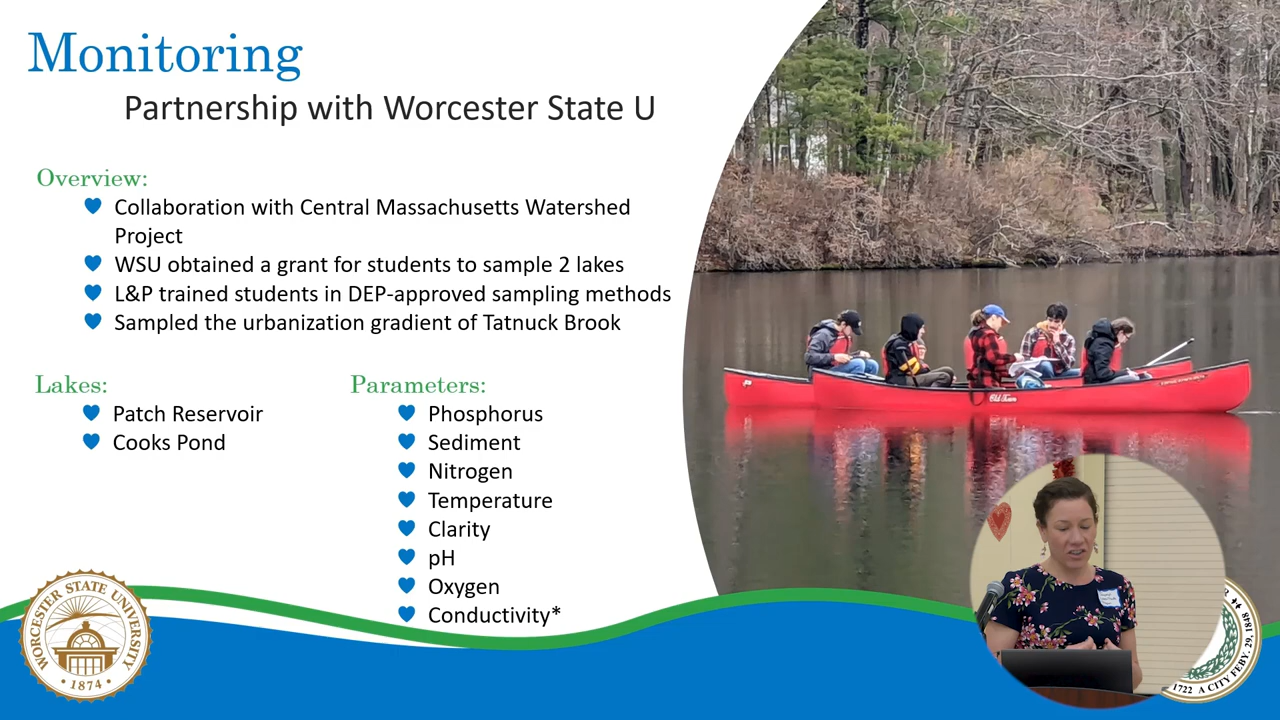 Monitoring
Partnership with Worcester State U
Overview:
Collaboration with Central Massachusetts Watershed
Project
WSU obtained a grant for students to sample 2 lakes
L&P trained students in DEP-approved sampling methods
Sampled the urbanization gradient of Tatnuck Brook
Lakes:
Patch Reservoir
Cooks Pond
Parameters:
Phosphorus
Sediment
Nitrogen
Temperature
Clarity
pH
Oxygen
Conductivity*
Old Town
WORCESTER STATE UNIVERSITY
• 1874 •
1722 A CITY FEBY. 29. 1848